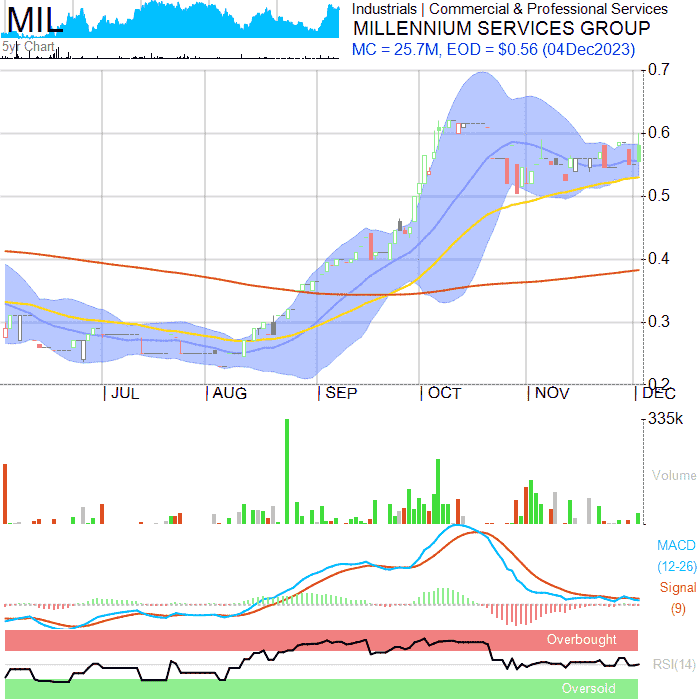 MIL
5yr Chart
Industrials | Commercial & Professional Services
MILLENNIUM SERVICES GROUP
MC = 25.7M, EOD = $0.56 (04Dec2023)
0.7
0.6
0.5
0.4
0.3
0.2
JUL AUG SEP OCT NOV DEC
335k
Volume
MACD
(12-26)
Signal
(9)
Overbought
RSI(14)
Oversold